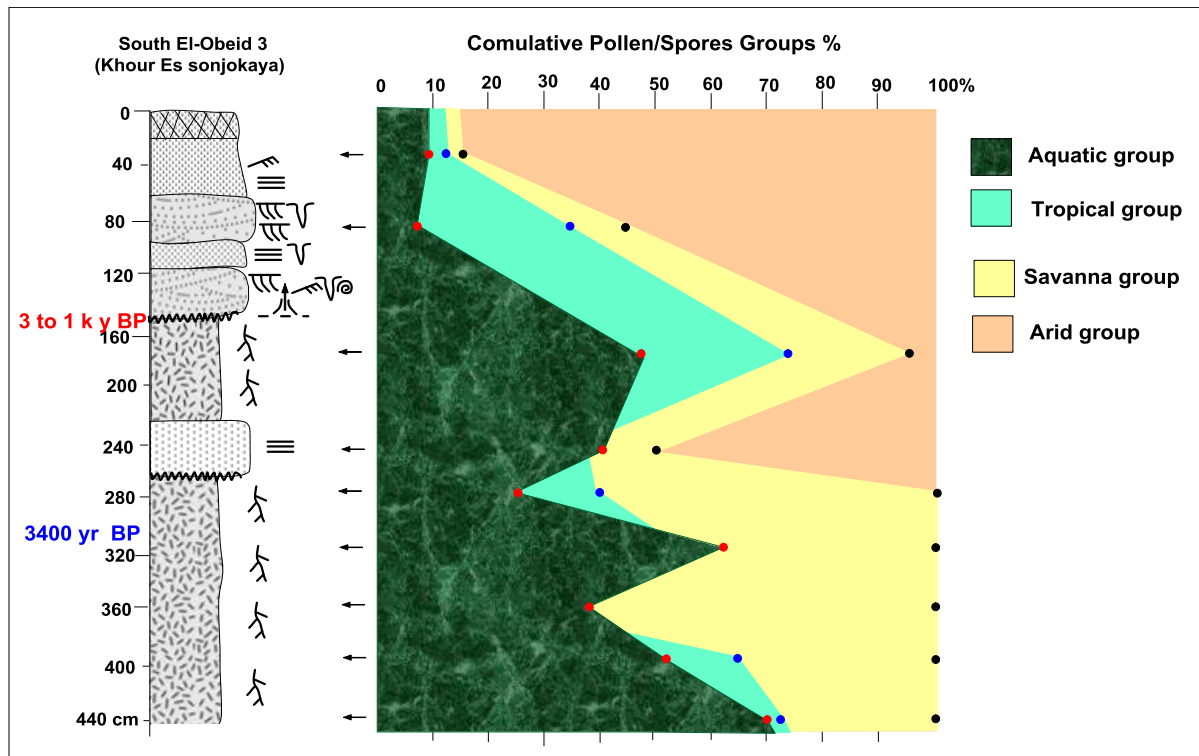 South El-Obeid 3
(Khour Es sonjokaya)
Comulative Pollen/Spores Groups %
0 10 20 30 40 50 60 70 80 90 100%
0
40
80
120
3 to 1 k y BP
160
200
240
280
3400 yr BP
320
360
400
440 cm
Aquatic group
Tropical group
Savanna group
Arid group